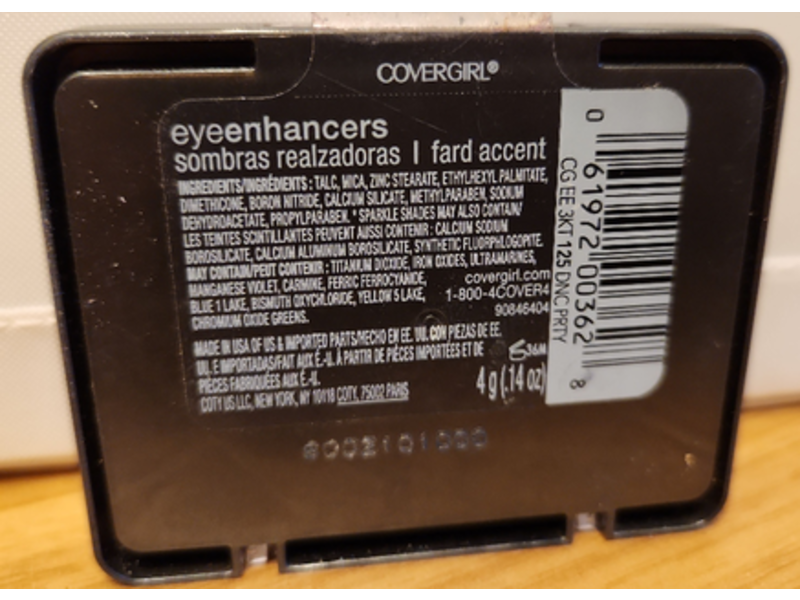 COVERGIRL®
eyeenhancers
sombras realzadoras | fard accent
INGREDIENTS/INGRÉDIENTS : TALC, MICA, ZINC STEARATE, ETHYLHEXYL PALMITATE,
DIMETHICONE, BORON NITRIDE, CALCIUM SILICATE, METHYLPARABEN, SODIUM
DEHYDROACETATE, PROPYLPARABEN. * SPARKLE SHADES MAY ALSO CONTAIN/
LES TEINTES SCINTILLANTES PEUVENT AUSSI CONTENIR : CALCIUM SODIUM
BOROSILICATE, CALCIUM ALUMINUM BOROSILICATE, SYNTHETIC FLUORPHLOGOPITE.
MAY CONTAIN/PEUT CONTENIR : TITANIUM DIOXIDE, IRON OXIDES, ULTRAMARINES,
MANGANESE VIOLET, CARMINE, FERRIC FERROCYANIDE,
BLUE 1 LAKE, BISMUTH OXYCHLORIDE, YELLOW 5 LAKE,
CHROMIUM OXIDE GREENS.
covergirl.com
1-800-4COVER4
90846404
MADE IN USA OF US & IMPORTED PARTS/HECHO EN EE. UU. CON PIEZAS DE EE.
UU. E IMPORTADAS/FAIT AUX É.-U. À PARTIR DE PIÈCES IMPORTÉES ET DE
PIÈCES FABRIQUÉES AUX É.-U.
COTY US LLC, NEW YORK, NY 10118 COTY, 75002 PARIS
36M
4 g (.14 oz)
CG EE 3KT 125 DNC PRTY
0 61972 00362 8